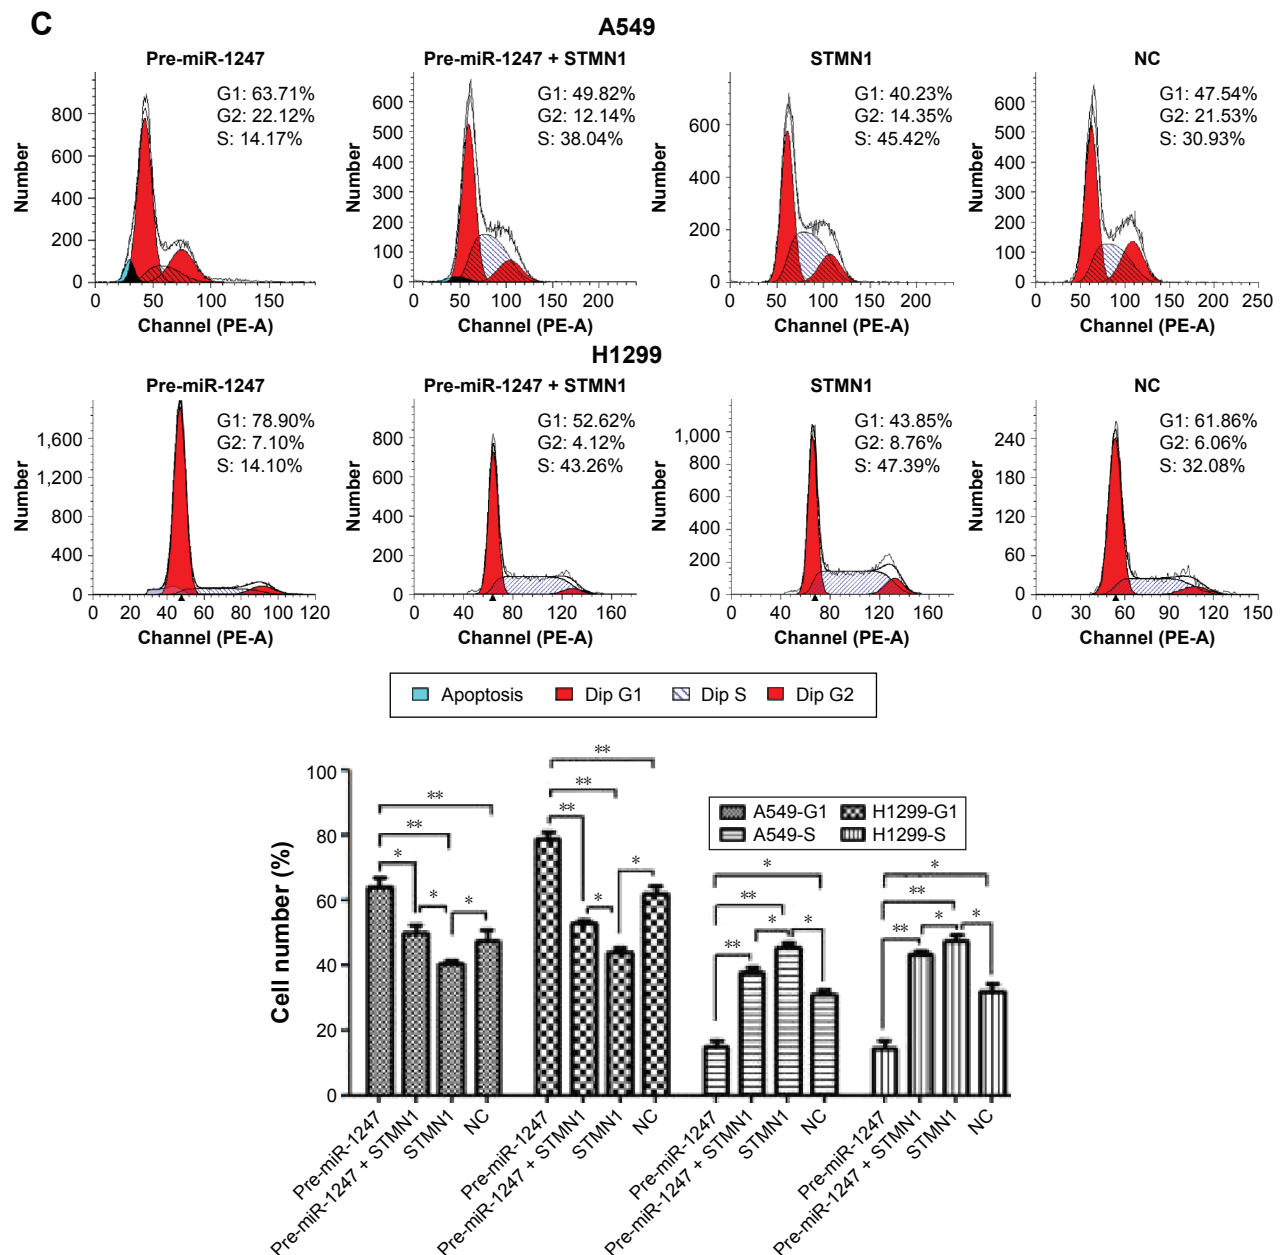 C
A549
Pre-miR-1247
G1: 63.71%
G2: 22.12%
S: 14.17%
Number
800
600
400
200
0
0 50 100 150
Channel (PE-A)
Pre-miR-1247 + STMN1
G1: 49.82%
G2: 12.14%
S: 38.04%
Number
600
500
400
300
200
100
0
0 50 100 150 200
Channel (PE-A)
STMN1
G1: 40.23%
G2: 14.35%
S: 45.42%
Number
600
400
200
0
0 50 100 150 200
Channel (PE-A)
NC
G1: 47.54%
G2: 21.53%
S: 30.93%
Number
600
500
400
300
200
100
0
0 50 100 150 200 250
Channel (PE-A)
H1299
Pre-miR-1247
G1: 78.90%
G2: 7.10%
S: 14.10%
Number
1,600
1,200
800
400
0
0 20 40 60 80 100 120
Channel (PE-A)
Pre-miR-1247 + STMN1
G1: 52.62%
G2: 4.12%
S: 43.26%
Number
800
600
400
200
0
0 40 80 120 160
Channel (PE-A)
STMN1
G1: 43.85%
G2: 8.76%
S: 47.39%
Number
1,000
800
600
400
200
0
0 40 80 120 160
Channel (PE-A)
NC
G1: 61.86%
G2: 6.06%
S: 32.08%
Number
240
180
120
60
0
0 30 60 90 120 150
Channel (PE-A)
Apoptosis Dip G1 Dip S Dip G2
Cell number (%)
100
80
60
40
20
0
** ** * * *
** ** ** * *
A549-G1 H1299-G1
A549-S H1299-S
* ** ** * *
* ** ** * *
Pre-miR-1247
Pre-miR-1247 + STMN1
STMN1
NC
Pre-miR-1247
Pre-miR-1247 + STMN1
STMN1
NC
Pre-miR-1247
Pre-miR-1247 + STMN1
STMN1
NC
Pre-miR-1247
Pre-miR-1247 + STMN1
STMN1
NC